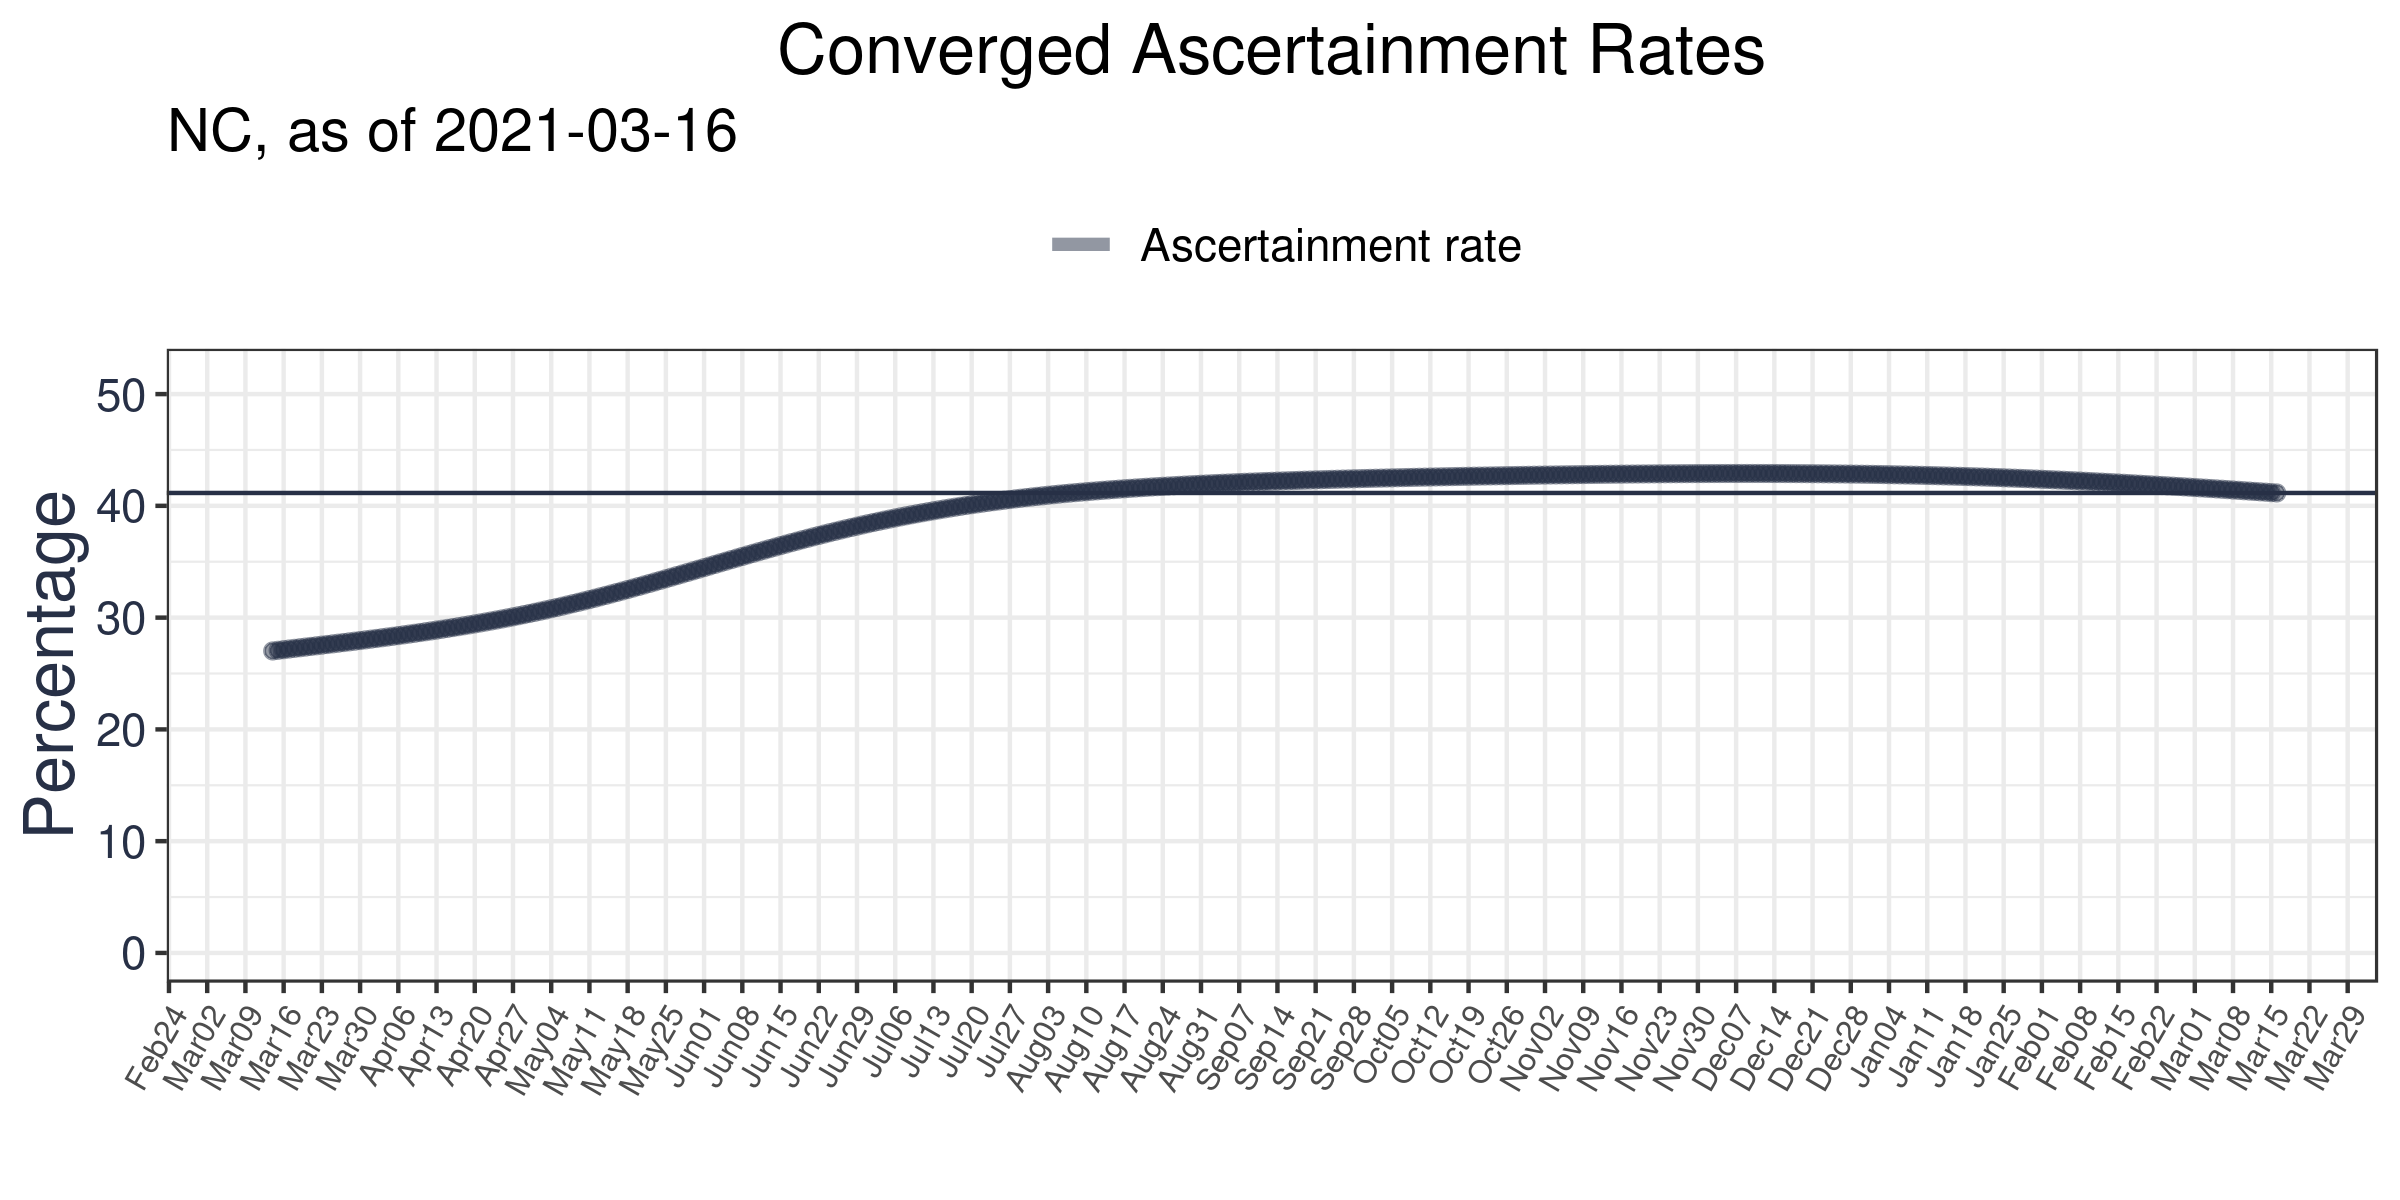 Converged Ascertainment Rates
NC, as of 2021-03-16
Ascertainment rate
Percentage
50
40
30
20
10
0
Feb24
Mar02
Mar09
Mar16
Mar23
Mar30
Apr06
Apr13
Apr20
Apr27
May04
May11
May18
May25
Jun01
Jun08
Jun15
Jun22
Jun29
Jul06
Jul13
Jul20
Jul27
Aug03
Aug10
Aug17
Aug24
Aug31
Sep07
Sep14
Sep21
Sep28
Oct05
Oct12
Oct19
Oct26
Nov02
Nov09
Nov16
Nov23
Nov30
Dec07
Dec14
Dec21
Dec28
Jan04
Jan11
Jan18
Jan25
Feb01
Feb08
Feb15
Feb22
Mar01
Mar08
Mar15
Mar22
Mar29